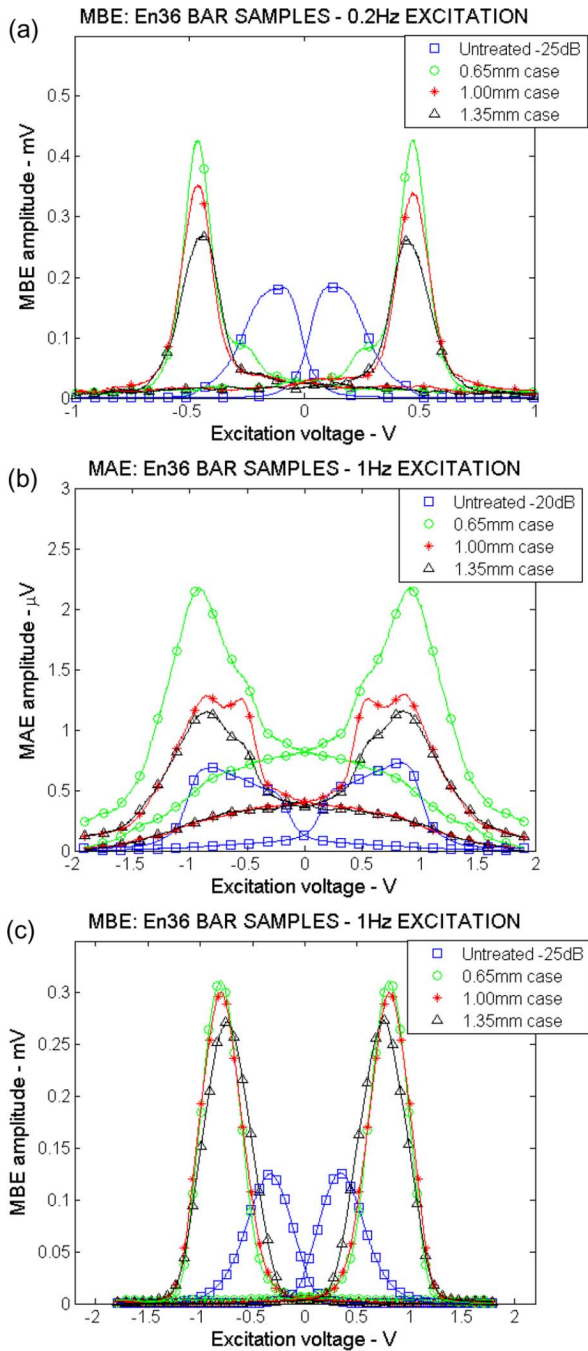 (a)
MBE: En36 BAR SAMPLES - 0.2Hz EXCITATION
Untreated -25dB
0.65mm case
1.00mm case
1.35mm case
MBE amplitude - mV
0.5
0.4
0.3
0.2
0.1
0
-1
-0.5
0
0.5
1
Excitation voltage - V
(b)
MAE: En36 BAR SAMPLES - 1Hz EXCITATION
Untreated -20dB
0.65mm case
1.00mm case
1.35mm case
MAE amplitude - µV
3
2.5
2
1.5
1
0.5
0
-2
-1.5
-1
-0.5
0
0.5
1
1.5
2
Excitation voltage - V
(c)
MBE: En36 BAR SAMPLES - 1Hz EXCITATION
Untreated -25dB
0.65mm case
1.00mm case
1.35mm case
MBE amplitude - mV
0.3
0.25
0.2
0.15
0.1
0.05
0
-2
-1.5
-1
-0.5
0
0.5
1
1.5
2
Excitation voltage - V